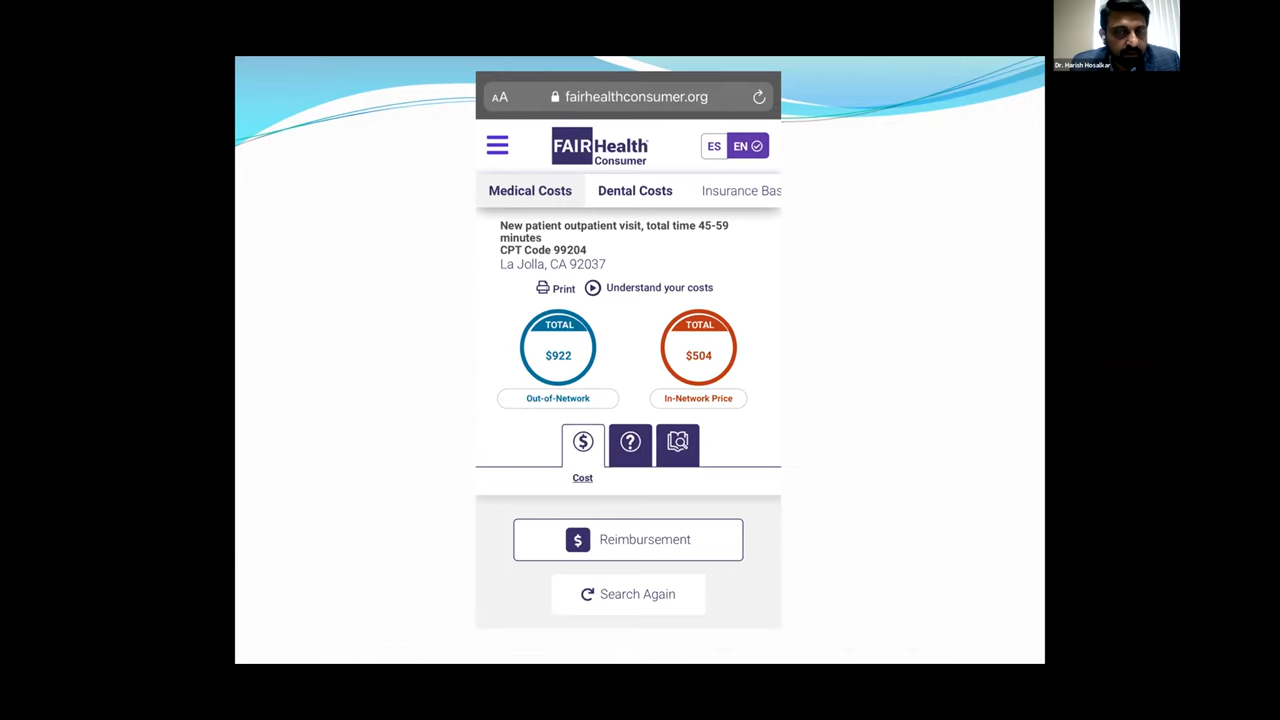 Dr. Harish Hosalkar
AA fairhealthconsumer.org
FAIR Health
Consumer
ES EN
Medical Costs Dental Costs Insurance Bas
New patient outpatient visit, total time 45-59
minutes
CPT Code 99204
La Jolla, CA 92037
Print Understand your costs
TOTAL TOTAL
$922 $504
Out-of-Network In-Network Price
$ ?
Cost
$ Reimbursement
Search Again